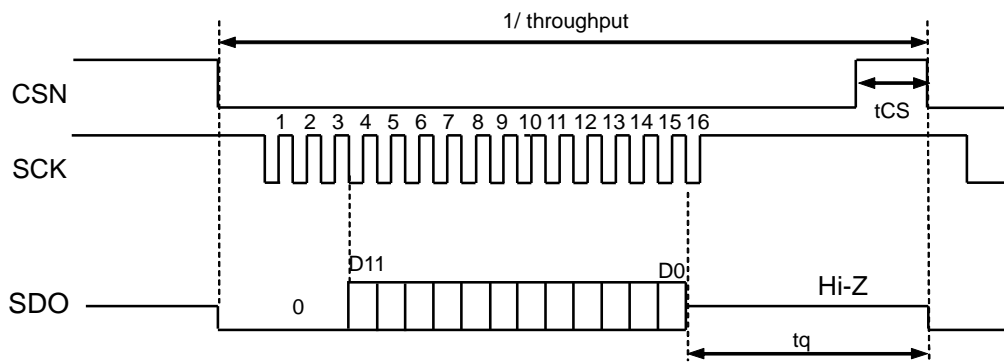 1/ throughput
CSN
tCS
1 2 3 4 5 6 7 8 9 10 11 12 13 14 15 16
SCK
D11 D0
SDO 0 Hi-Z
tq